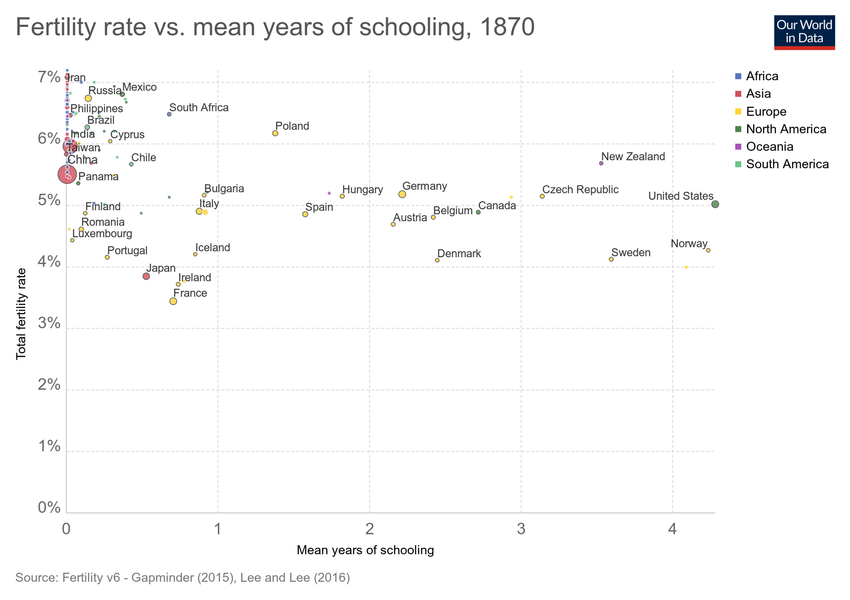 Fertility rate vs. mean years of schooling, 1870
Our World
in Data
7%
6%
5%
4%
3%
2%
1%
0%
Total fertility rate
Iran
Russia
Mexico
Philippines
South Africa
Brazil
India
Cyprus
Poland
Taiwan
China
Chile
New Zealand
Panama
Bulgaria
Hungary
Germany
Czech Republic
United States
Finland
Italy
Spain
Belgium
Canada
Romania
Austria
Luxembourg
Portugal
Iceland
Denmark
Sweden
Norway
Japan
Ireland
France
0
1
2
3
4
Mean years of schooling
Africa
Asia
Europe
North America
Oceania
South America
Source: Fertility v6 - Gapminder (2015), Lee and Lee (2016)